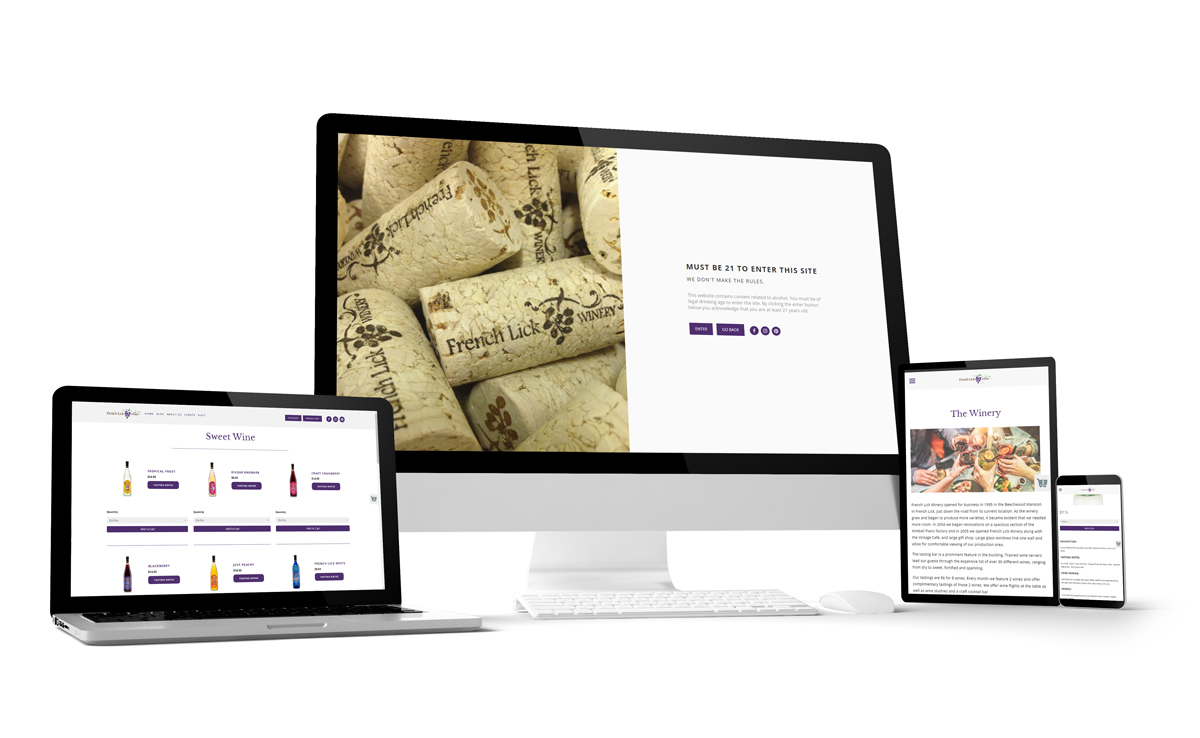 French Lick
WINERY
French Lick
WINERY
French Lick
WINERY
French Lick
WINERY
MUST BE 21 TO ENTER THIS SITE
WE DON'T MAKE THE RULES.
This website contains content related to alcohol. You must be of
legal drinking age to enter the site. By clicking the enter button
below you acknowledge that you are at least 21 years old
ENTER
GO BACK
HOME WINE ABOUT US EVENTS VISIT
Sweet Wine
TROPICAL FROST
TASTING NOTES
RISQUE RHUBARB
TASTING NOTES
CRAZY CRANBERRY
TASTING NOTES
Quantity
Quantity
Quantity
Add to Cart
Add to Cart
Add to Cart
BLACKBERRY
TASTING NOTES
JUST PEACHY
TASTING NOTES
FRENCH LICK WHITE
TASTING NOTES
The Winery
French Lick Winery opened for business in 1995 in the Beechwood Mansion
in French Lick, just down the road from its current location. As the winery
grew and began to produce more varieties, it became evident that we needed
more room. In 2004 we began renovations on a spacious section of the
Kimball Piano factory and in 2005 we opened French Lick Winery along with
the Vintage Café, and large gift shop. Large glass windows line one wall and
allow for comfortable viewing of our production area.
The tasting bar is a prominent feature in the building. Trained wine servers
lead our guests through the expansive list of over 30 different wines, ranging
from dry to sweet, fortified and sparkling.
Our tastings are $6 for 8 wines. Every month we feature 2 wines and offer
complimentary tastings of those 2 wines. We offer wine flights at the table as
well as wine slushies and a craft cocktail bar.
DESCRIPTION:
TASTING NOTES:
FOOD PAIRING: